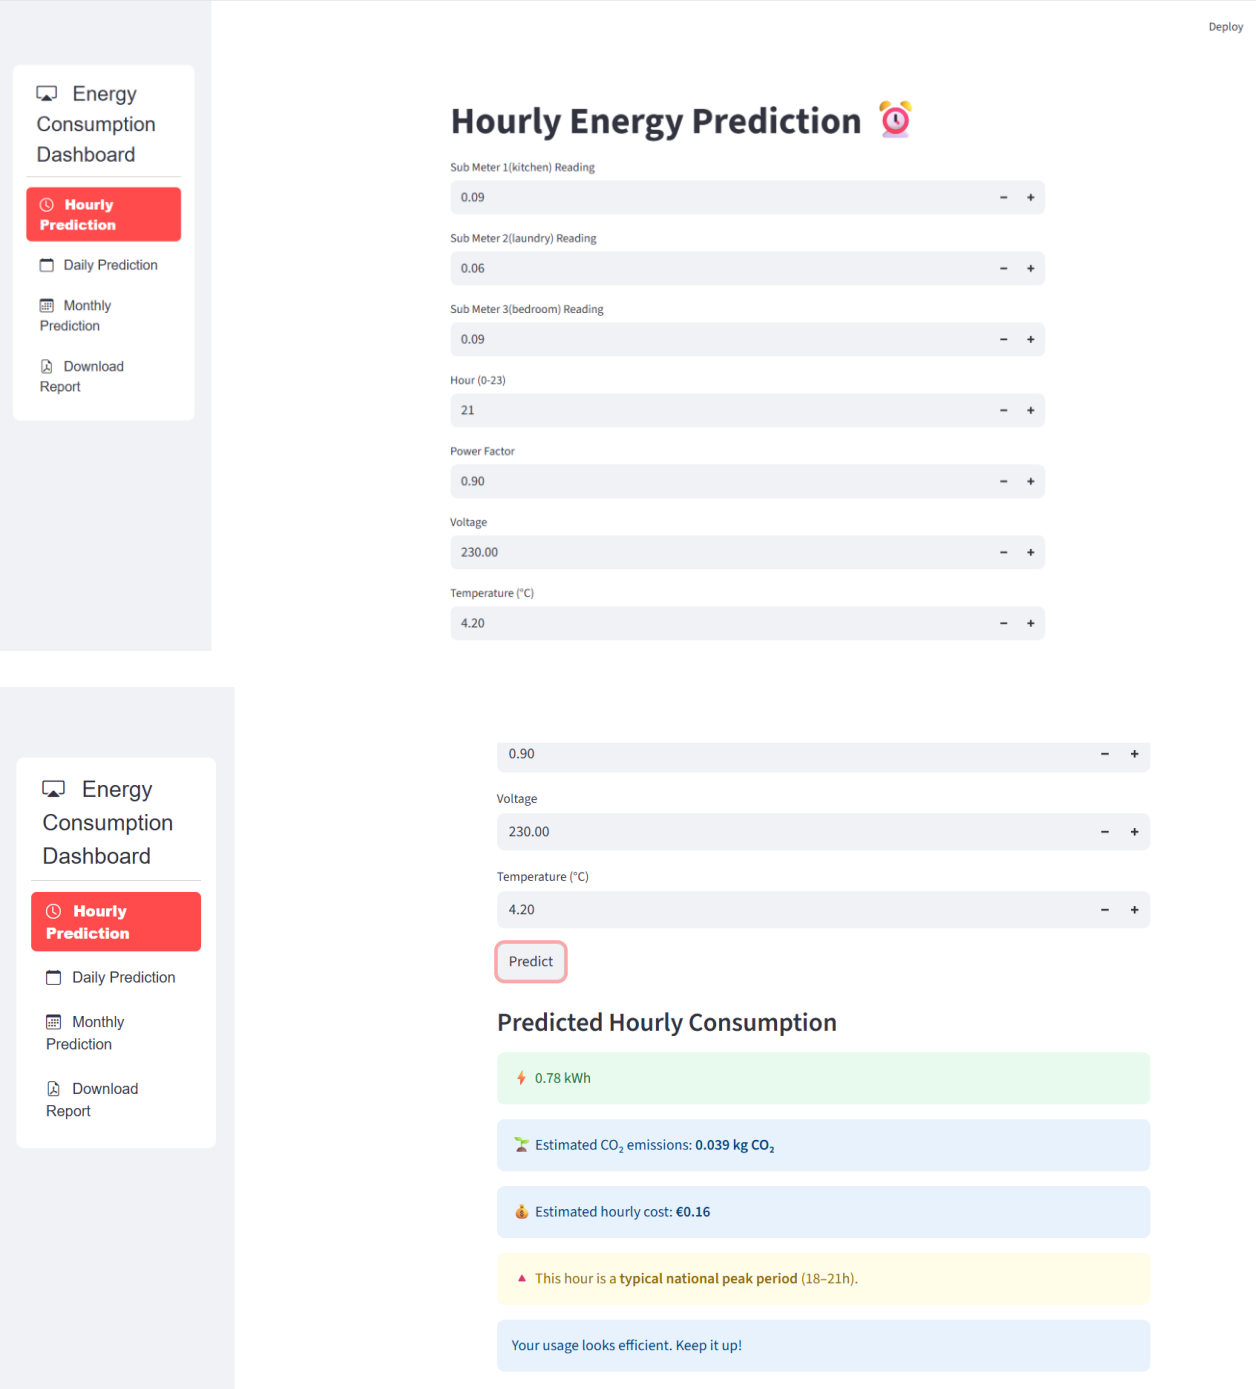 Deploy
Energy
Consumption
Dashboard
Hourly
Prediction
Daily Prediction
Monthly
Prediction
Download
Report
Hourly Energy Prediction
Sub Meter 1(kitchen) Reading
0.09
Sub Meter 2(laundry) Reading
0.06
Sub Meter 3(bedroom) Reading
0.09
Hour (0-23)
21
Power Factor
0.90
Voltage
230.00
Temperature (°C)
4.20
Energy
Consumption
Dashboard
Hourly
Prediction
Daily Prediction
Monthly
Prediction
Download
Report
0.90
Voltage
230.00
Temperature (°C)
4.20
Predict
Predicted Hourly Consumption
0.78 kWh
Estimated CO₂ emissions: 0.039 kg CO₂
Estimated hourly cost: €0.16
This hour is a typical national peak period (18–21h).
Your usage looks efficient. Keep it up!